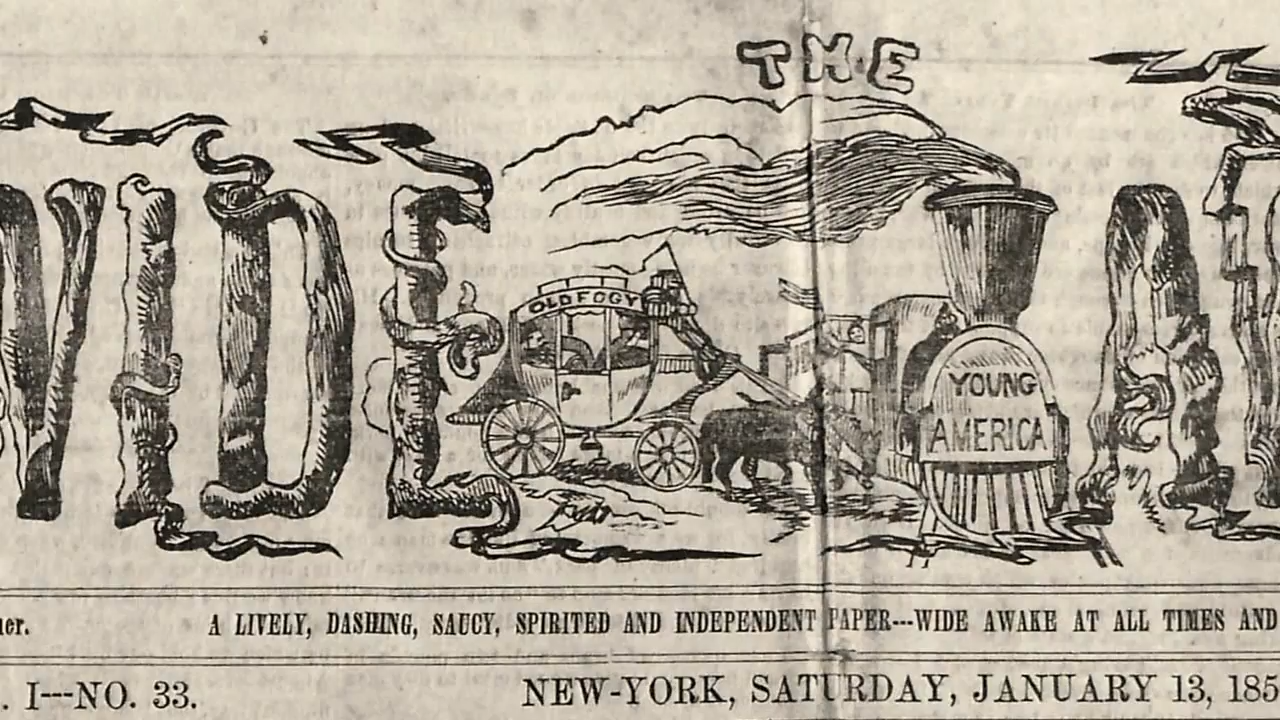 THE
WIDE A
OLD FOGY
YOUNG
AMERICA
A LIVELY, DASHING, SAUCY, SPIRITED AND INDEPENDENT PAPER---WIDE AWAKE AT ALL TIMES AND
. I---NO. 33.
NEW-YORK, SATURDAY, JANUARY 13, 185